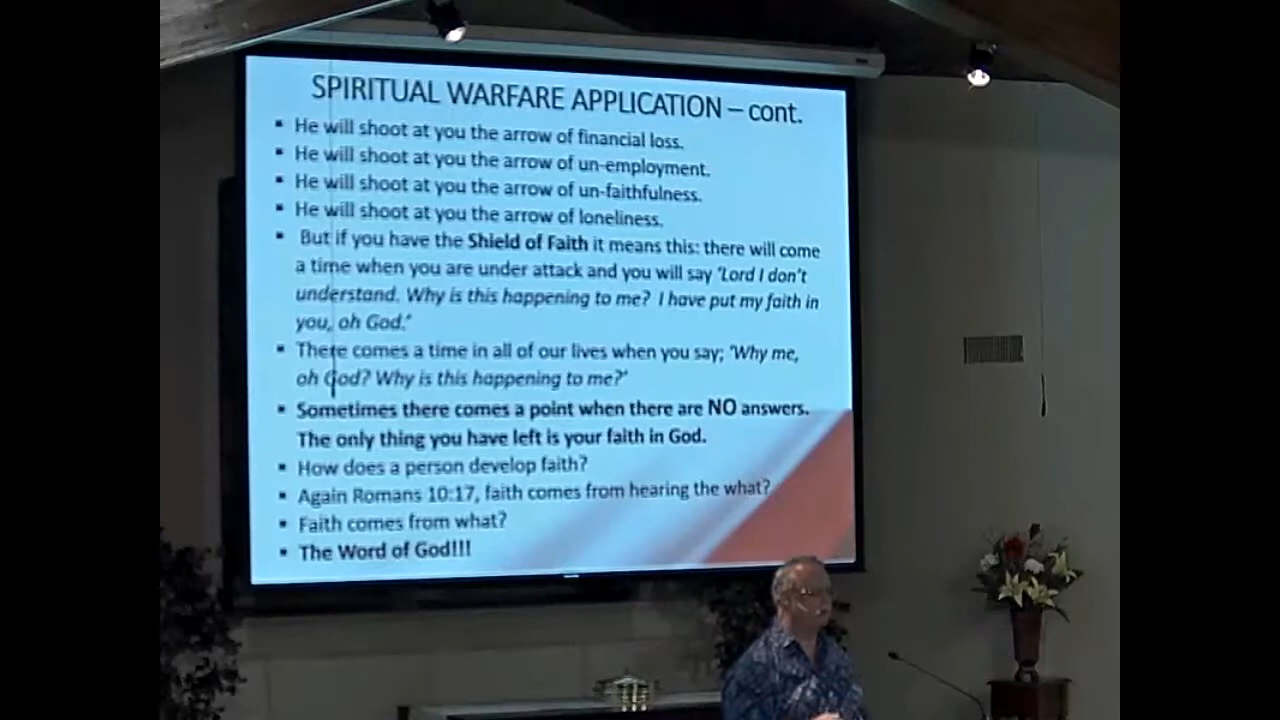 SPIRITUAL WARFARE APPLICATION – cont.
▪ He will shoot at you the arrow of financial loss.
▪ He will shoot at you the arrow of un-employment.
▪ He will shoot at you the arrow of un-faithfulness.
▪ He will shoot at you the arrow of loneliness.
▪ But if you have the Shield of Faith it means this: there will come
a time when you are under attack and you will say 'Lord I don't
understand. Why is this happening to me? I have put my faith in
you, oh God.'
▪ There comes a time in all of our lives when you say; 'Why me,
oh God? Why is this happening to me?'
▪ Sometimes there comes a point when there are NO answers.
The only thing you have left is your faith in God.
▪ How does a person develop faith?
▪ Again Romans 10:17, faith comes from hearing the what?
▪ Faith comes from what?
▪ The Word of God!!!